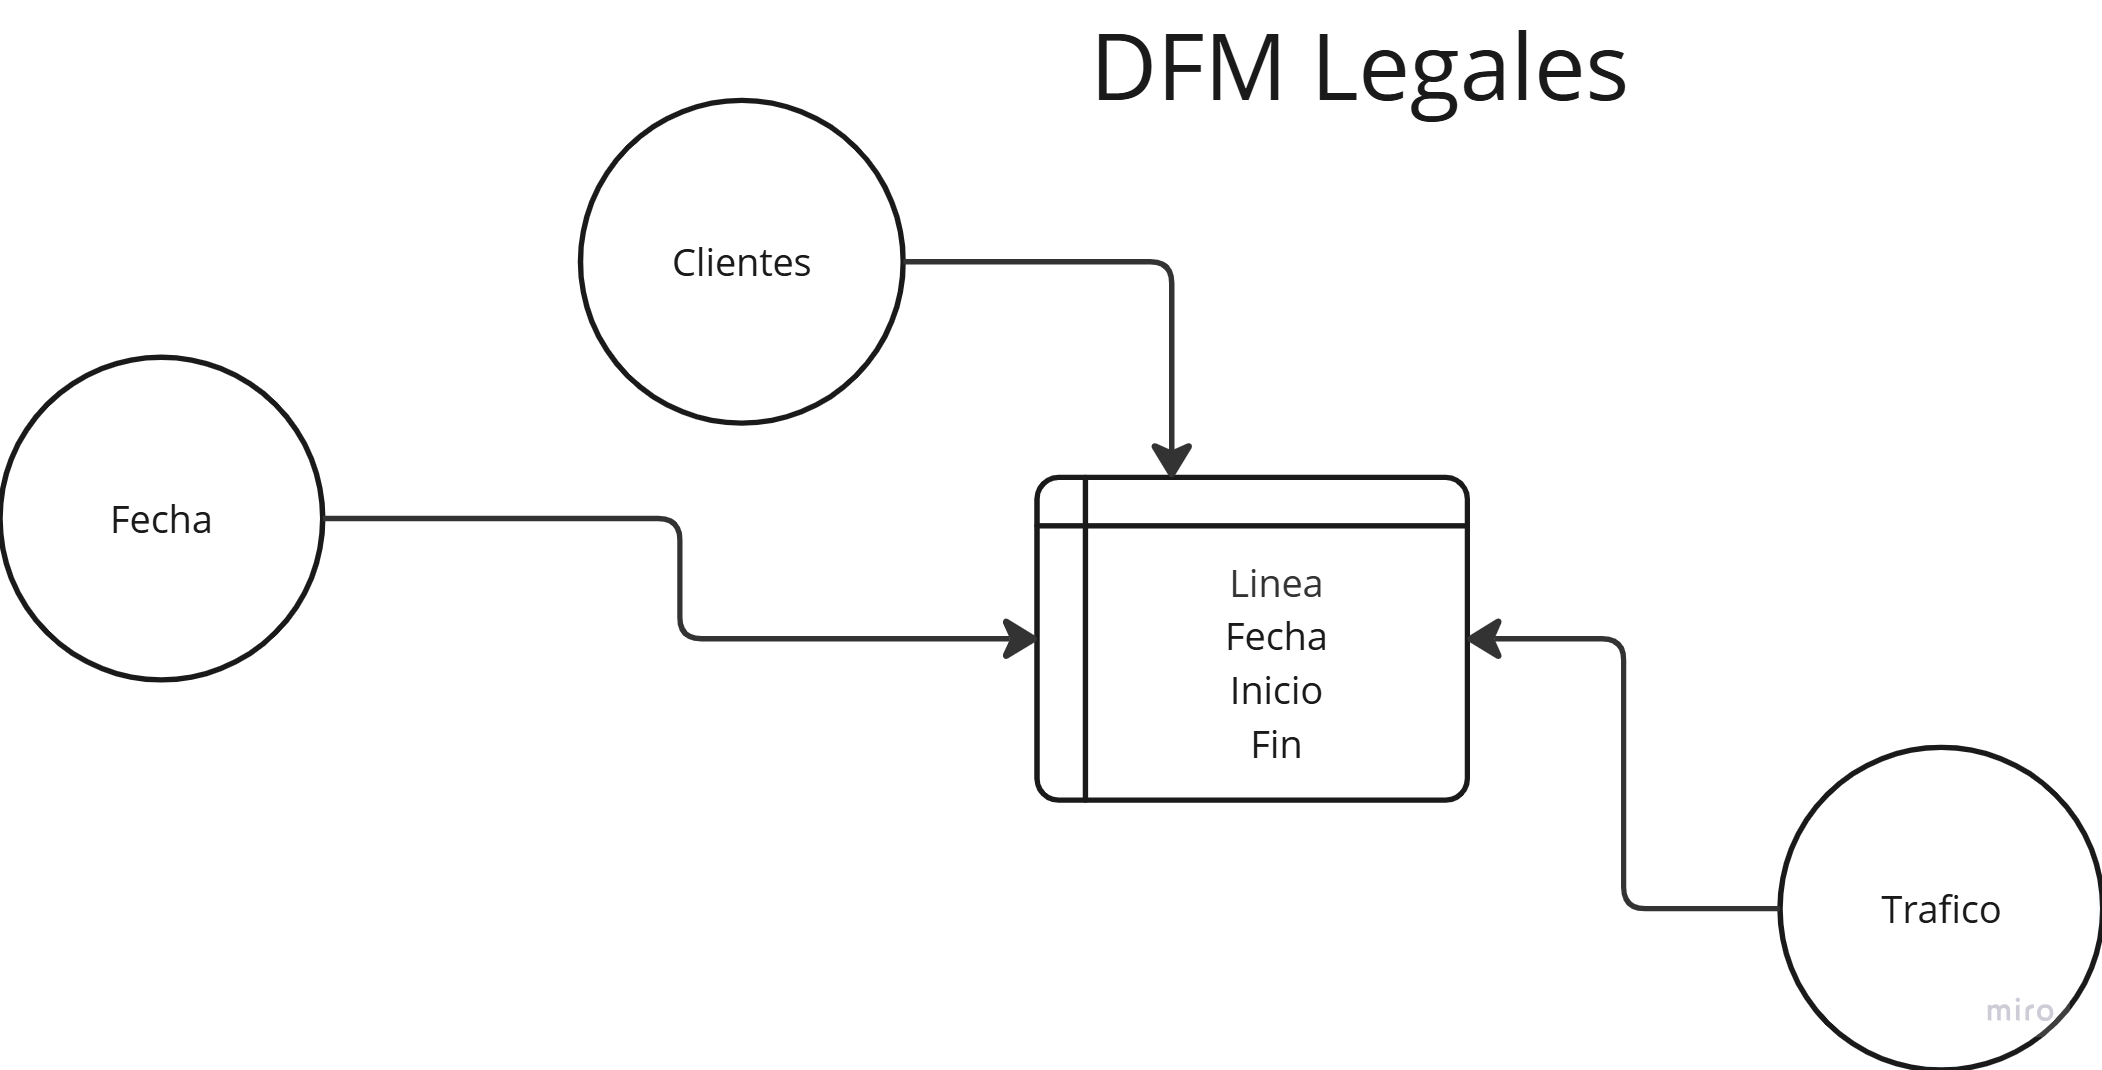 DFM Legales
Clientes
Fecha
Linea
Fecha
Inicio
Fin
Trafico
miro